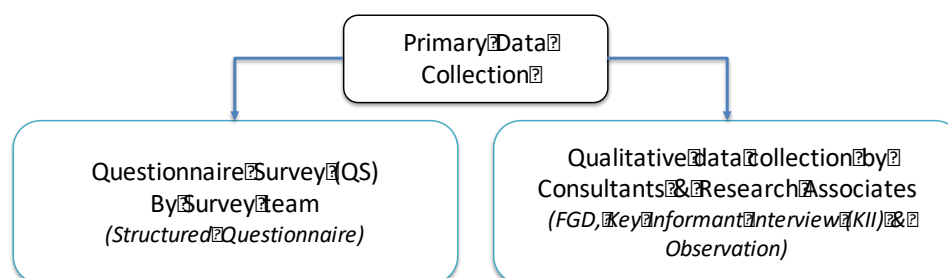 Primary Data
Collection
Questionnaire Survey (QS)
By Survey team
(Structured Questionnaire)
Qualitative data collection by
Consultants & Research Associates
(FGD, Key Informant Interview (KII) &
Observation)